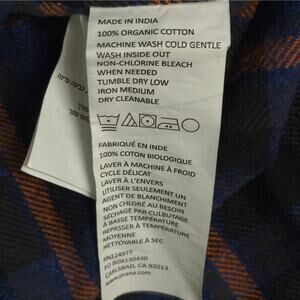 MADE IN INDIA
100% ORGANIC COTTON
MACHINE WASH COLD GENTLE
WASH INSIDE OUT
NON-CHLORINE BLEACH
WHEN NEEDED
TUMBLE DRY LOW
IRON MEDIUM
DRY CLEANABLE
FABRIQUÉ EN INDE
100% COTON BIOLOGIQUE
LAVER À MACHINE À FROID
CYCLE DÉLICAT
LAVER À L'ENVERS
UTILISER SEULEMENT UN
AGENT DE BLANCHIMENT
NON CHLORÉ AU BESOIN
SÉCHAGE PAR CULBUTAGE
À BASSE TEMPÉRATURE
REPASSER À TEMPÉRATURE
MOYENNE
NETTOYABLE À SEC
RN124977
PO BOX130430
CARLSBAD, CA 92013
www.prana.com